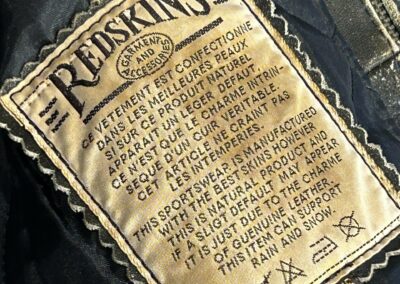 REDSKINS
GARMENTS
AND
ACCESSORIES
CE VETEMENT EST CONFECTIONNE
DANS LES MEILLEURES PEAUX
SI SUR CE PRODUIT NATUREL
APPARAIT UN LEGER DEFAUT
CE N'EST QUE LE CHARME INTRIN-
SEQUE D'UN CUIR VERITABLE.
CET ARTICLE NE CRAINT PAS
LES INTEMPERIES.
THIS SPORTSWEAR IS MANUFACTURED
WITH THE BEST SKINS HOWEVER
THIS IS NATURAL PRODUCT AND
IF A SLIGT DEFAULT MAY APPEAR
IT IS JUST DUE TO THE CHARME
OF GUENUINE LEATHER.
THIS ITEN CAN SUPPORT
RAIN AND SNOW.